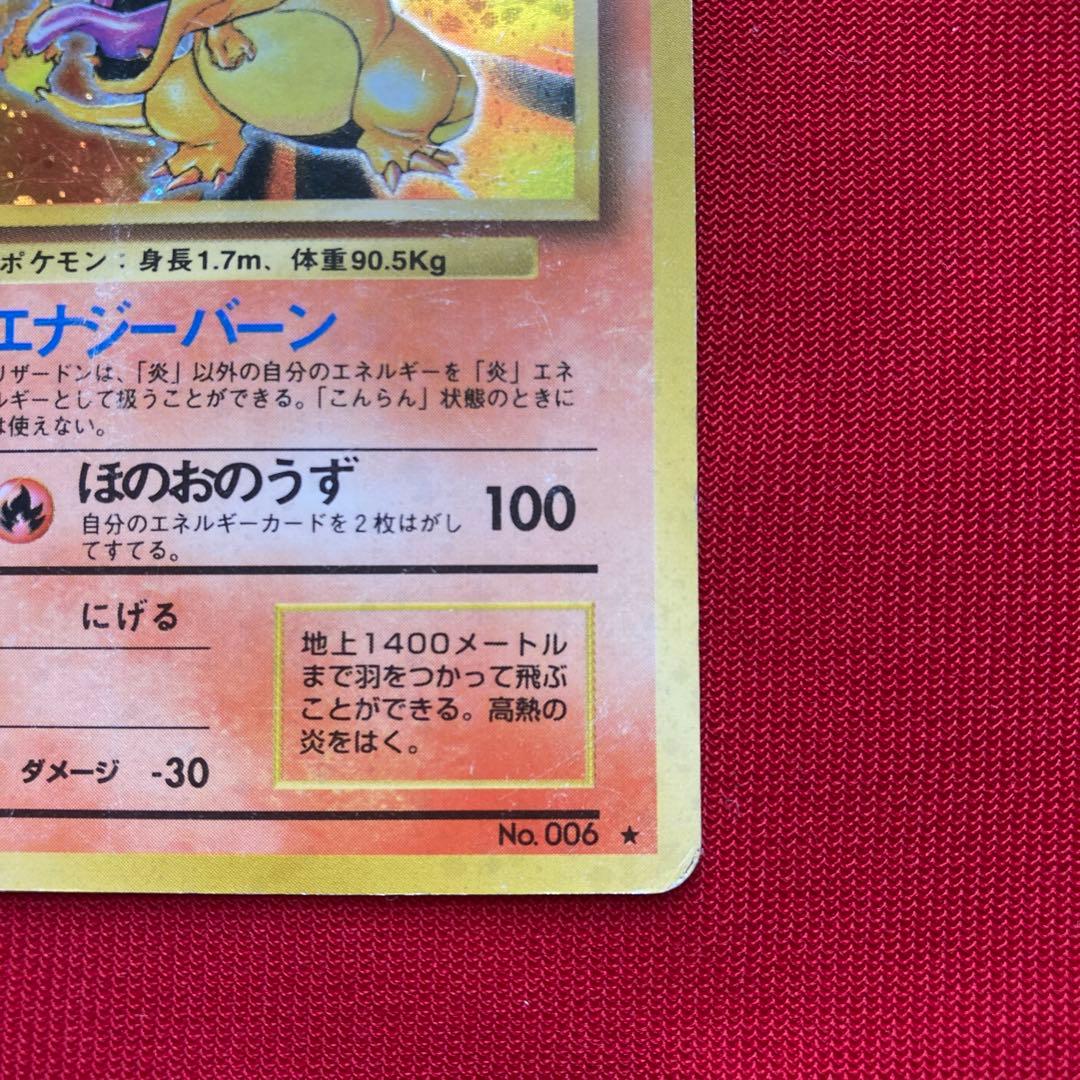 ポケモン：身長1.7m、体重90.5Kg
エナジーバーン
リザードンは、「炎」以外の自分のエネルギーを「炎」エネ
ルギーとして扱うことができる。「こんらん」状態のときに
は使えない。
ほのおのうず 100
自分のエネルギーカードを2枚はがし
てすてる。
にげる
地上1400メートル
まで羽をつかって飛ぶ
ことができる。高熱の
炎をはく。
ダメージ -30
No. 006 ★